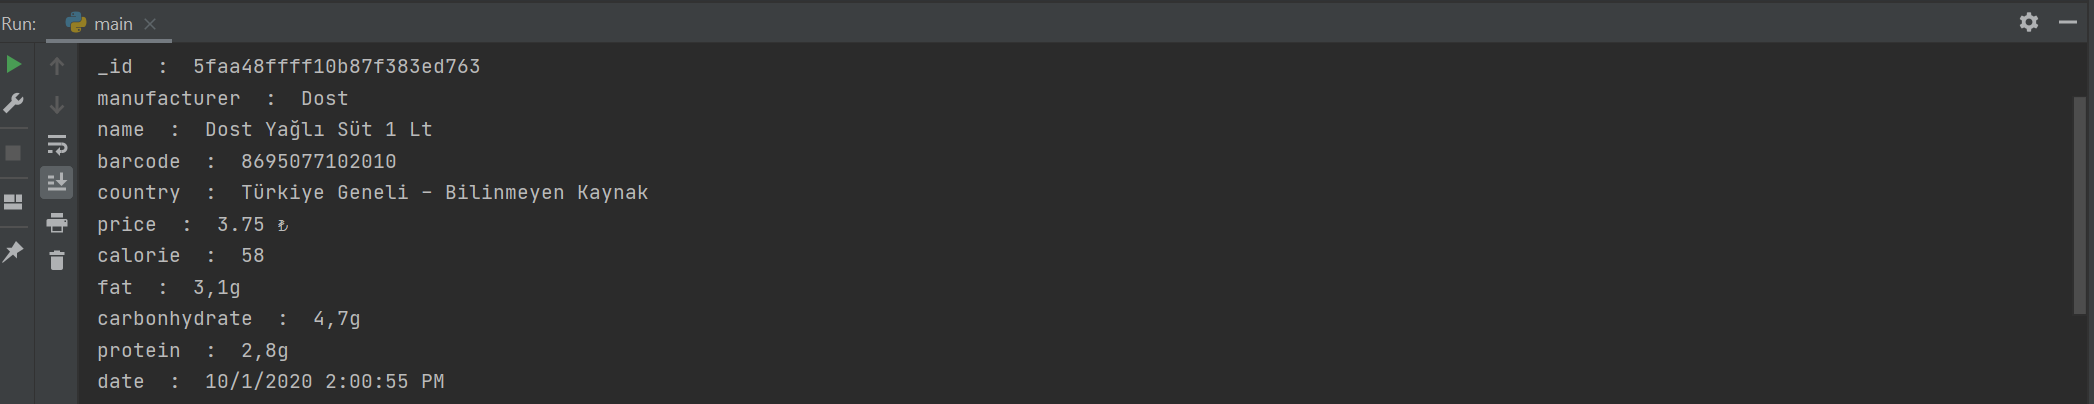 Run: main
_id  :  5faa48ffff10b87f383ed763
manufacturer  :  Dost
name  :  Dost Yağlı Süt 1 Lt
barcode  :  8695077102010
country  :  Türkiye Geneli - Bilinmeyen Kaynak
price  :  3.75 ₺
calorie  :  58
fat  :  3,1g
carbonhydrate  :  4,7g
protein  :  2,8g
date  :  10/1/2020 2:00:55 PM